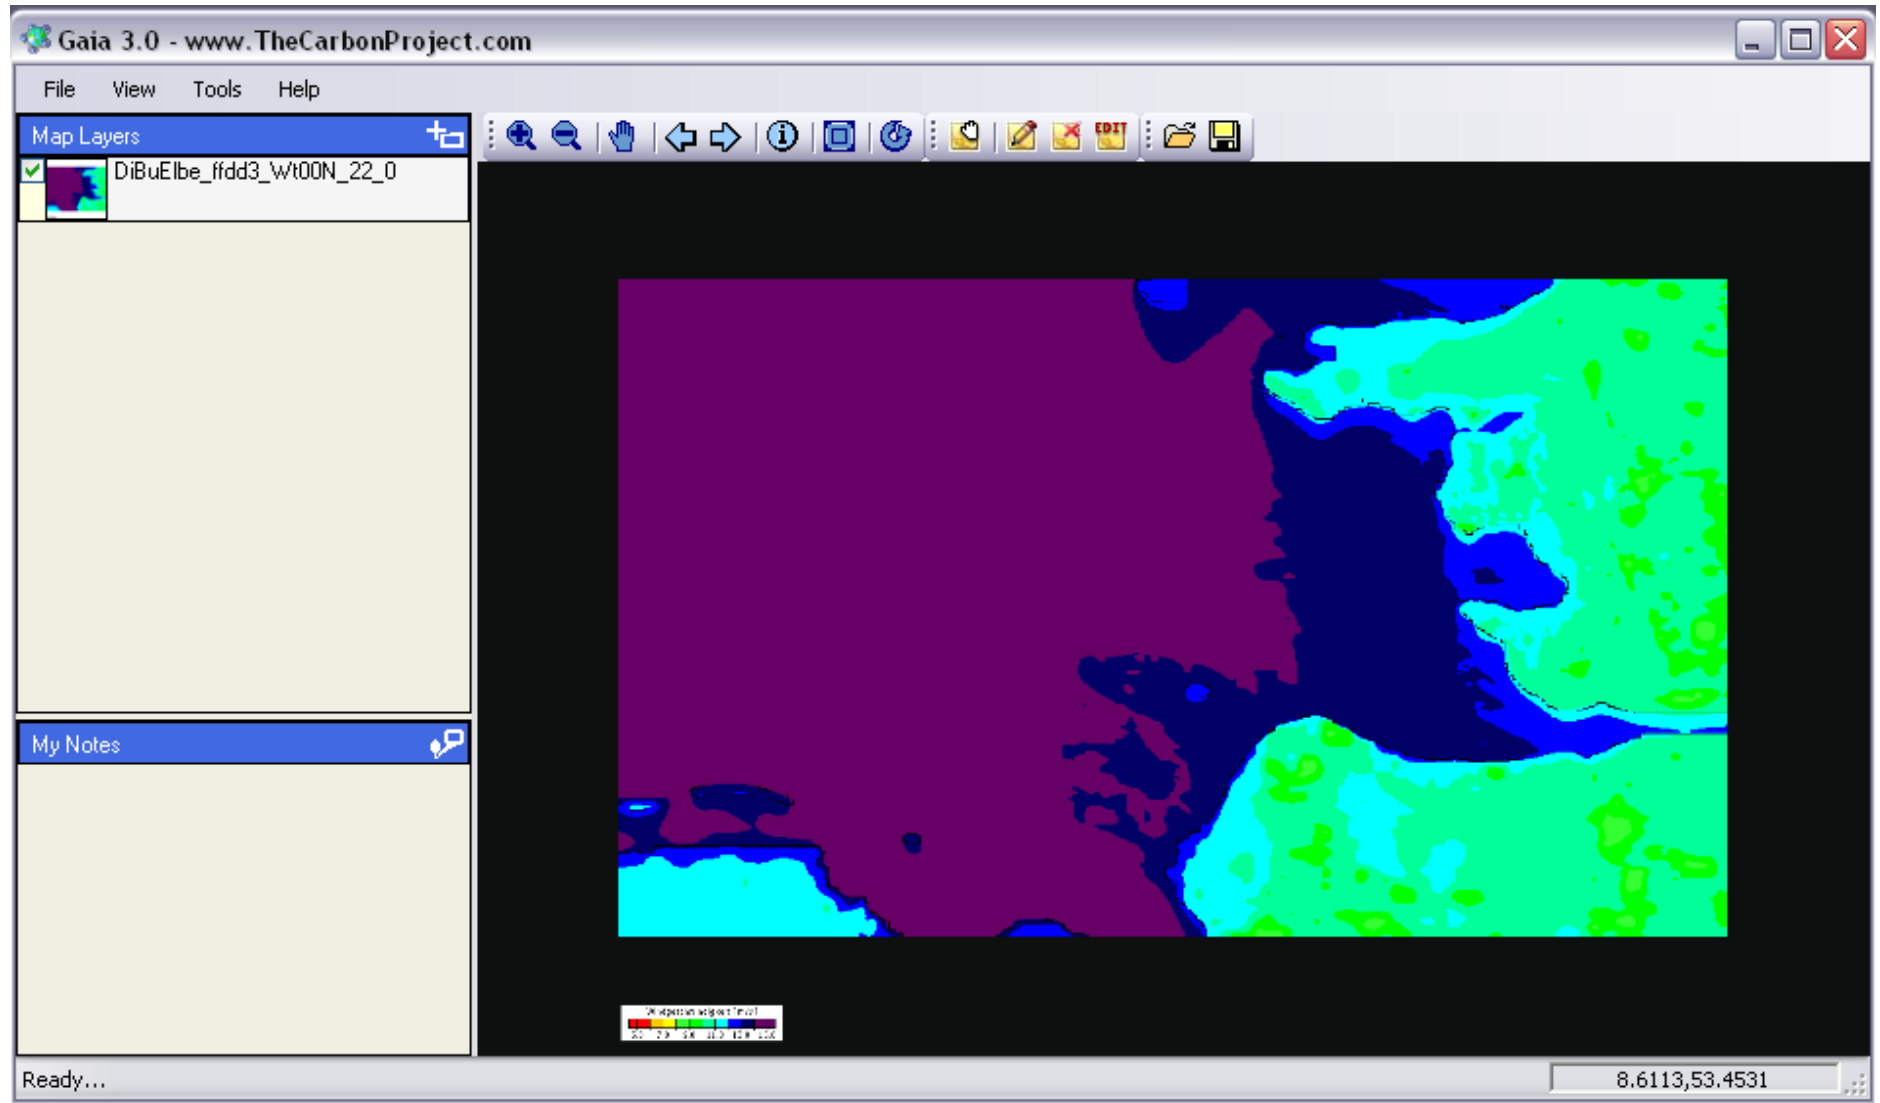 Gaia 3.0 - www.TheCarbonProject.com
File View Tools Help
Map Layers
EDIT
DiBuElbe_ffdd3_Wt00N_22_0
My Notes
Ready...
8.6113,53.4531